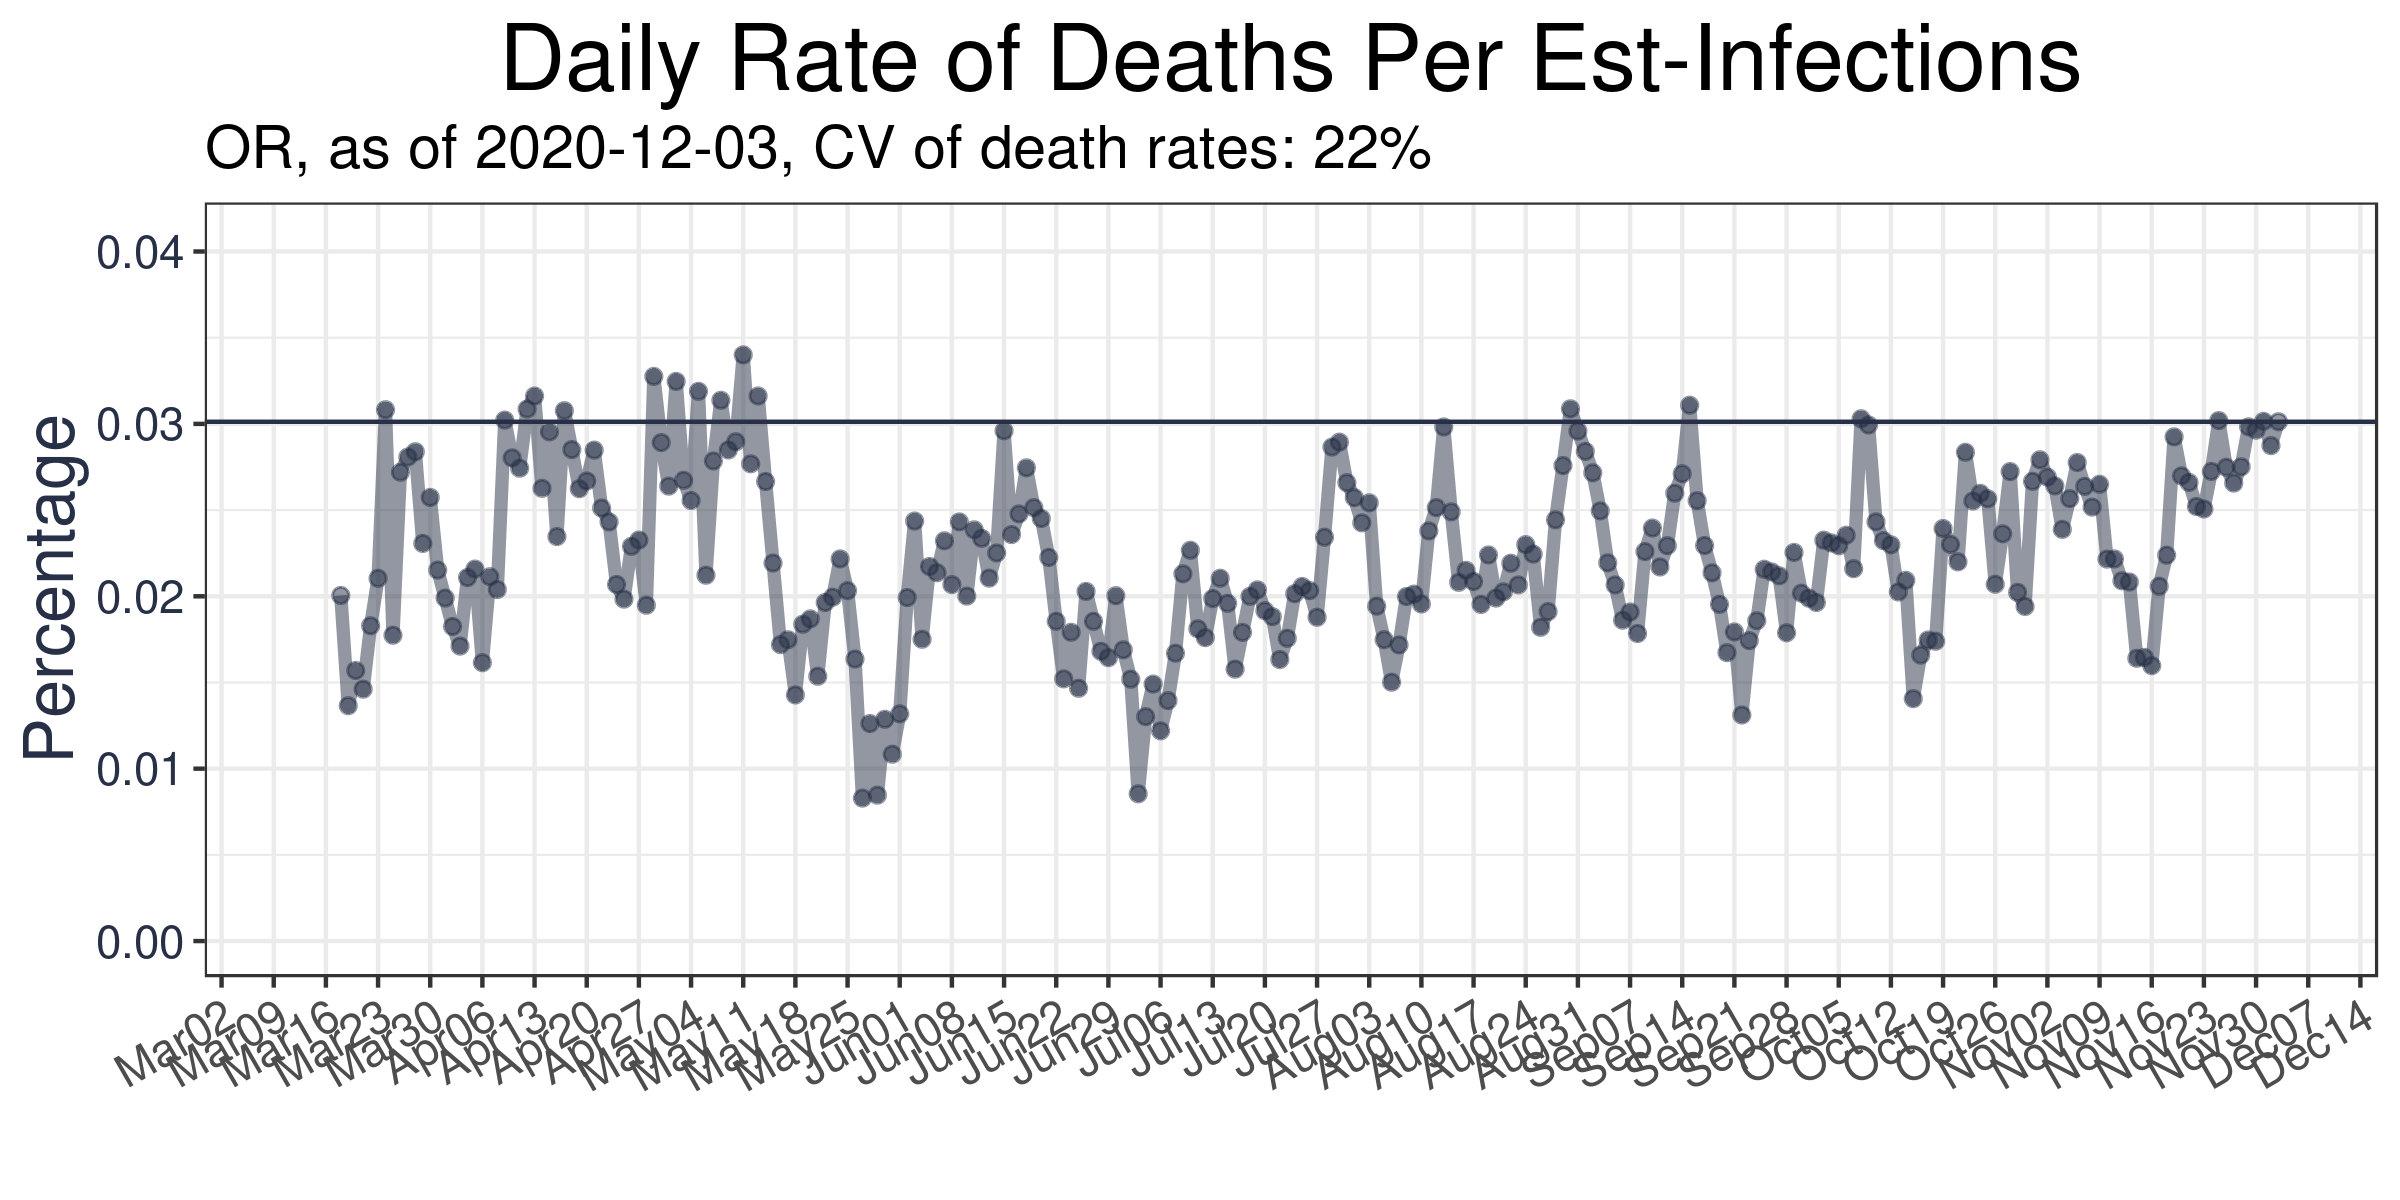 Daily Rate of Deaths Per Est-Infections
OR, as of 2020-12-03, CV of death rates: 22%
Percentage
0.04
0.03
0.02
0.01
0.00
Mar02
Mar09
Mar16
Mar23
Mar30
Apr06
Apr13
Apr20
Apr27
May04
May11
May18
May25
Jun01
Jun08
Jun15
Jun22
Jun29
Jul06
Jul13
Jul20
Jul27
Aug03
Aug10
Aug17
Aug24
Aug31
Sep07
Sep14
Sep21
Sep28
Oct05
Oct12
Oct19
Oct26
Nov02
Nov09
Nov16
Nov23
Nov30
Dec07
Dec14